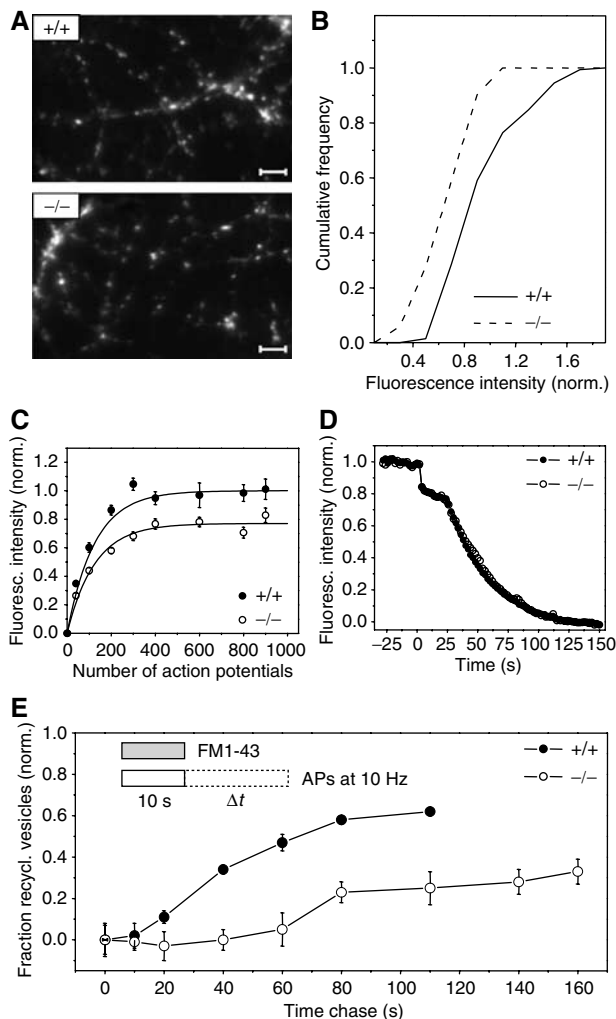 A
+/+
−/−
B
Cumulative frequency
1.0
0.8
0.6
0.4
0.2
0.0
0.4 0.8 1.2 1.6
Fluorescence intensity (norm.)
+/+
−/−
C
Fluoresc. intensity (norm.)
1.2
1.0
0.8
0.6
0.4
0.2
0.0
0 200 400 600 800 1000
Number of action potentials
+/+
−/−
D
Fluoresc. intensity (norm.)
1.0
0.8
0.6
0.4
0.2
0.0
−25 0 25 50 75 100 125 150
Time (s)
+/+
−/−
E
Fraction recycl. vesicles (norm.)
1.0
0.8
0.6
0.4
0.2
0.0
FM1-43
APs at 10 Hz
10 s Δt
+/+
−/−
0 20 40 60 80 100 120 140 160
Time chase (s)